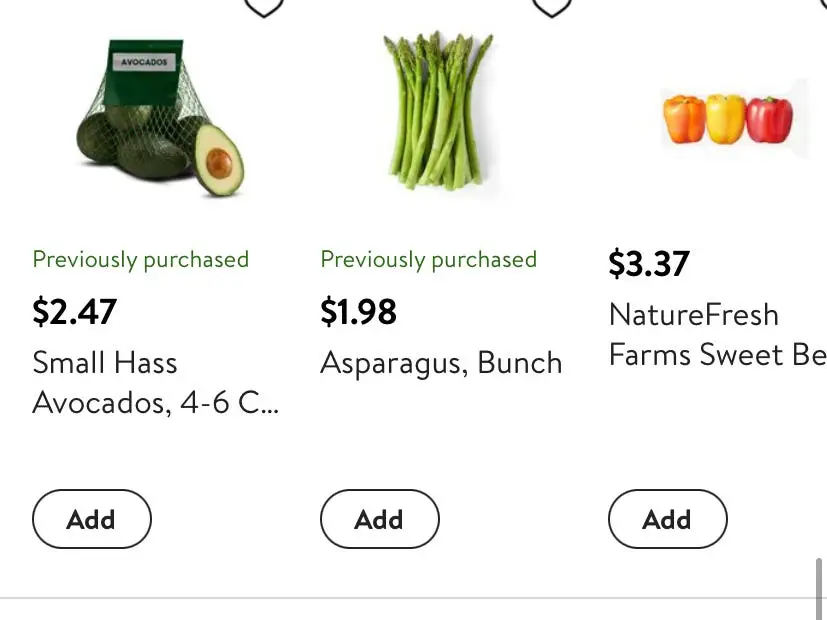 AVOCADOS
Previously purchased
$2.47
Small Hass
Avocados, 4-6 C...
Add
Previously purchased
$1.98
Asparagus, Bunch
Add
$3.37
NatureFresh
Farms Sweet Be
Add